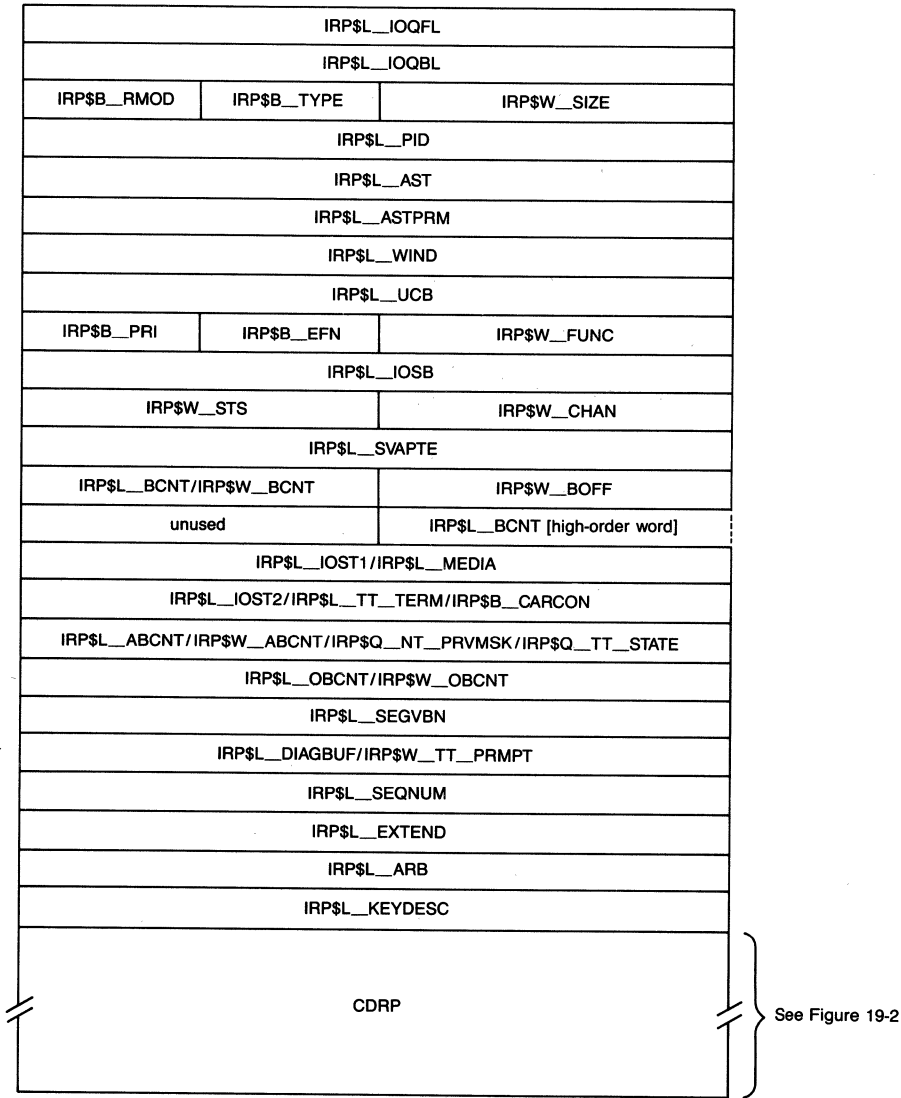 IRP$L__IOQFL
IRP$L__IOQBL
IRP$B__RMOD IRP$B__TYPE IRP$W__SIZE
IRP$L__PID
IRP$L__AST
IRP$L__ASTPRM
IRP$L__WIND
IRP$L__UCB
IRP$B__PRI IRP$B__EFN IRP$W__FUNC
IRP$L__IOSB
IRP$W__STS IRP$W__CHAN
IRP$L__SVAPTE
IRP$L__BCNT/IRP$W__BCNT IRP$W__BOFF
unused IRP$L__BCNT [high-order word]
IRP$L__IOST1/IRP$L__MEDIA
IRP$L__IOST2/IRP$L__TT__TERM/IRP$B__CARCON
IRP$L__ABCNT/IRP$W__ABCNT/IRP$Q__NT__PRVMSK/IRP$Q__TT__STATE
IRP$L__OBCNT/IRP$W__OBCNT
IRP$L__SEGVBN
IRP$L__DIAGBUF/IRP$W__TT__PRMPT
IRP$L__SEQNUM
IRP$L__EXTEND
IRP$L__ARB
IRP$L__KEYDESC
CDRP
See Figure 19-2